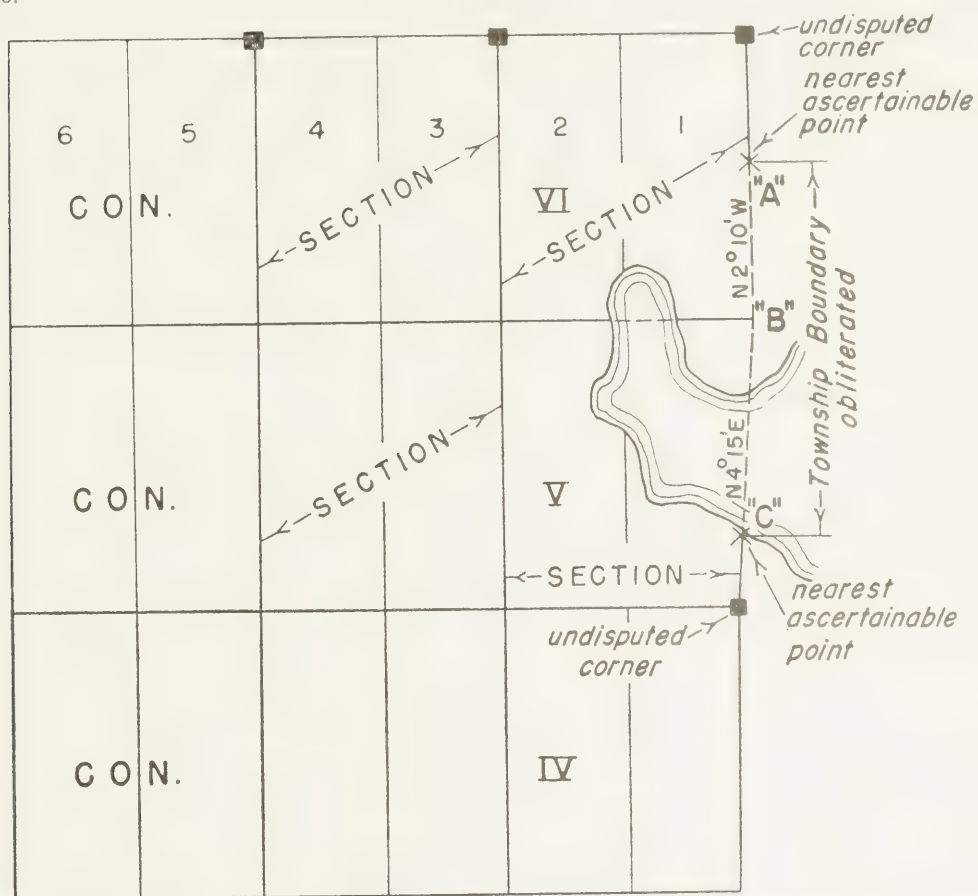 undisputed
corner
nearest
ascertainable
point
6 5 4 3 2 1
CON. VI
SECTION
SECTION
"A"
N2°10'W
"B"
Township Boundary
obliterated
N4°15'E
"C"
SECTION
CON. V
SECTION
nearest
ascertainable
point
undisputed
corner
CON. IV